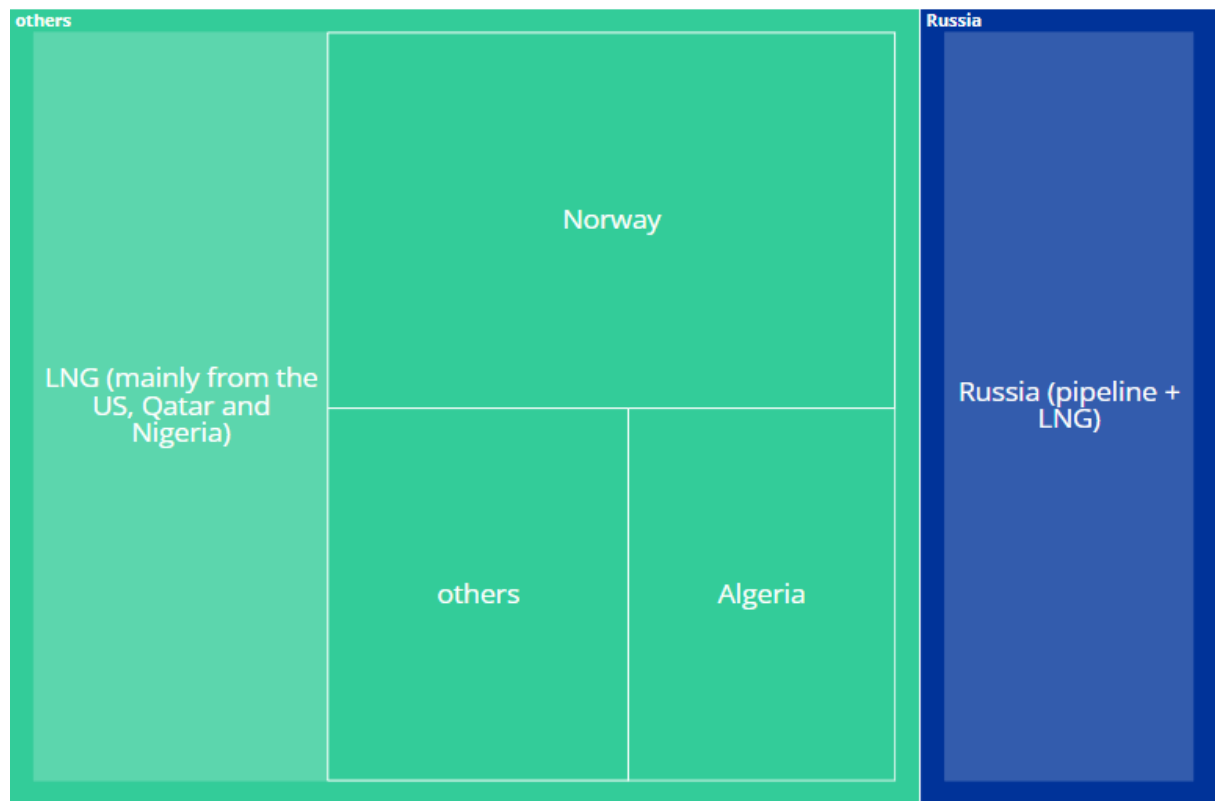 others
Russia
Norway
LNG (mainly from the
US, Qatar and
Nigeria)
Russia (pipeline +
LNG)
others
Algeria